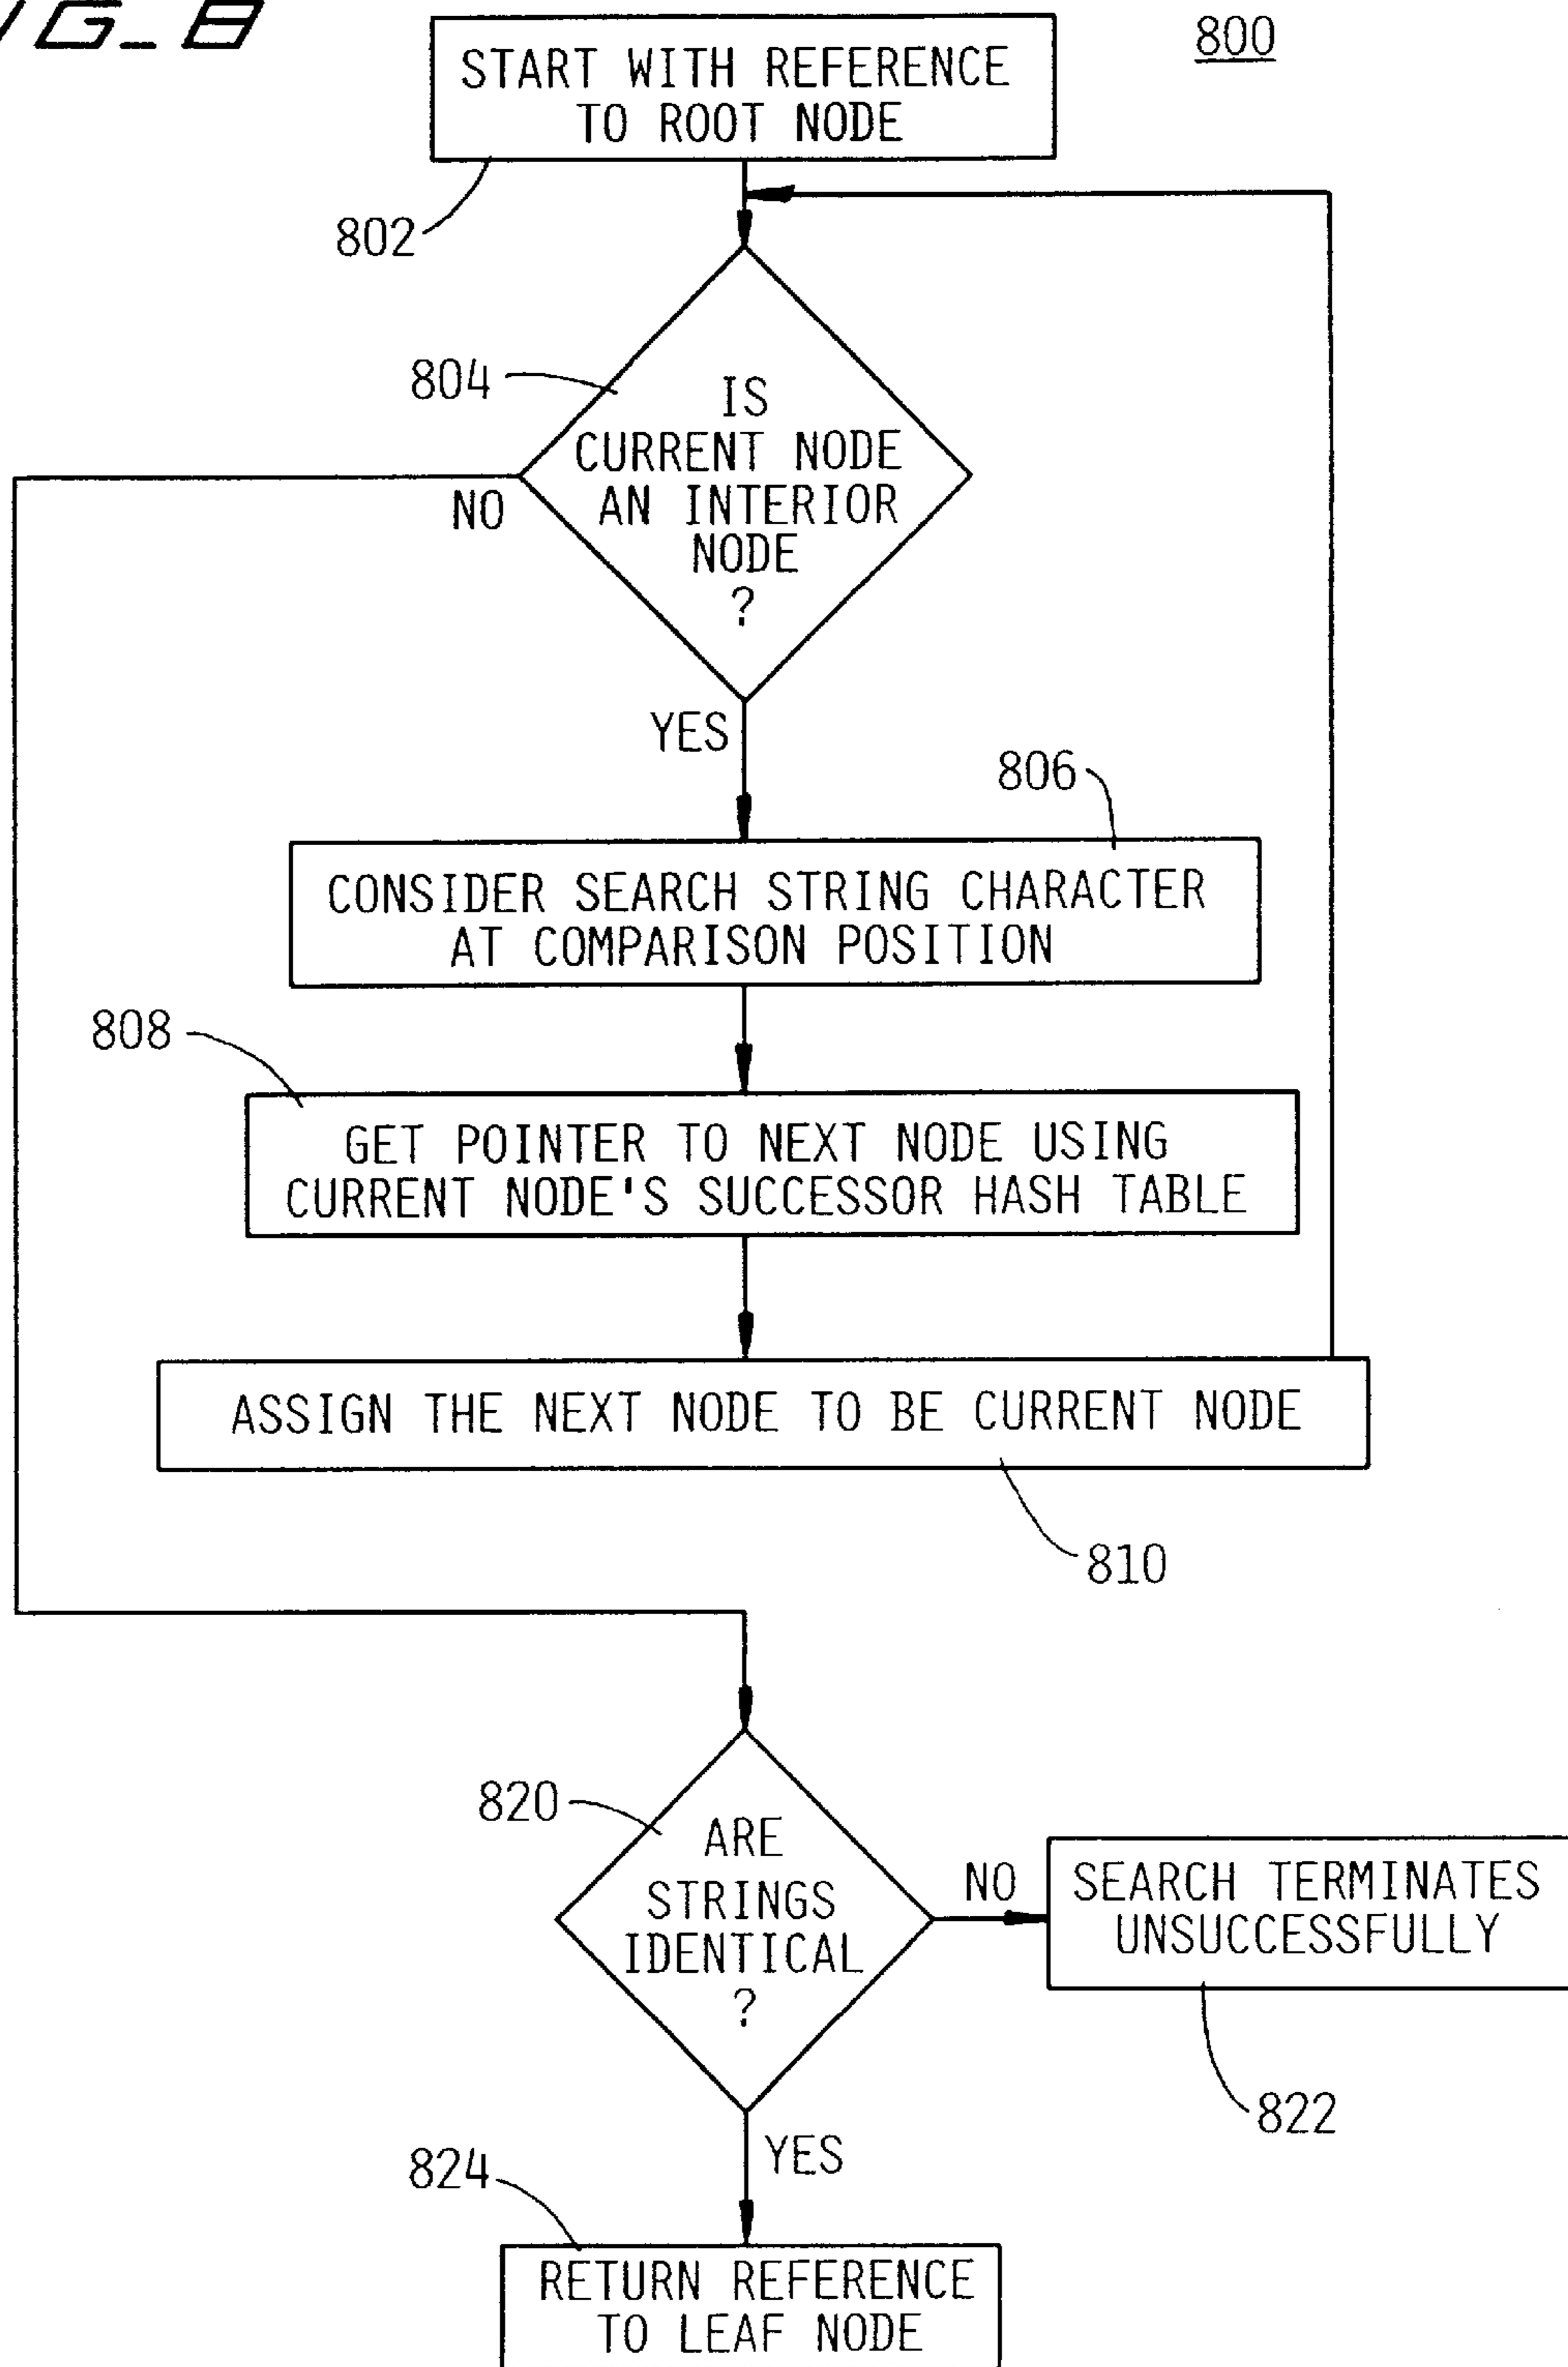 FIG_8
800
START WITH REFERENCE
TO ROOT NODE
802
804
IS
CURRENT NODE
AN INTERIOR
NODE
?
NO
YES
806
CONSIDER SEARCH STRING CHARACTER
AT COMPARISON POSITION
808
GET POINTER TO NEXT NODE USING
CURRENT NODE'S SUCCESSOR HASH TABLE
ASSIGN THE NEXT NODE TO BE CURRENT NODE
810
820
ARE
STRINGS
IDENTICAL
?
NO
SEARCH TERMINATES
UNSUCCESSFULLY
822
YES
824
RETURN REFERENCE
TO LEAF NODE